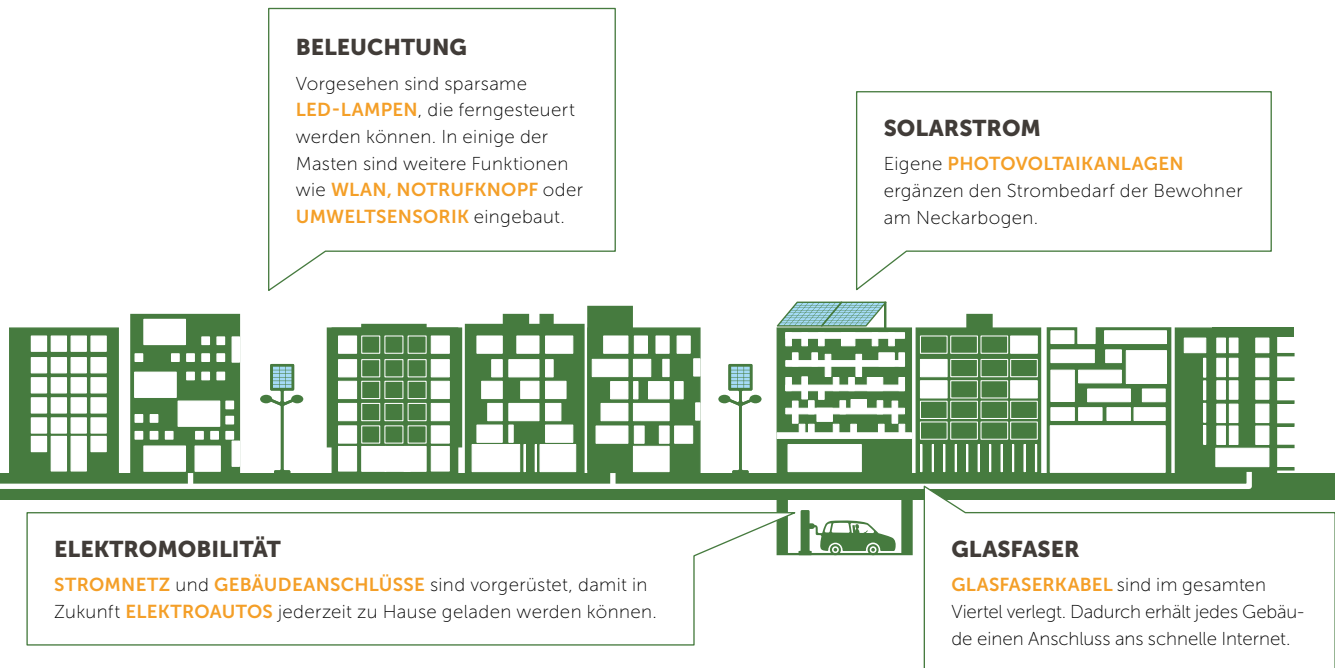 BELEUCHTUNG
Vorgesehen sind sparsame
LED-LAMPEN, die ferngesteuert
werden können. In einige der
Masten sind weitere Funktionen
wie WLAN, NOTRUFKNOPF oder
UMWELTSENSORIK eingebaut.
SOLARSTROM
Eigene PHOTOVOLTAIKANLAGEN
ergänzen den Strombedarf der Bewohner
am Neckarbogen.
ELEKTROMOBILITÄT
STROMNETZ und GEBÄUDEANSCHLÜSSE sind vorgerüstet, damit in
Zukunft ELEKTROAUTOS jederzeit zu Hause geladen werden können.
GLASFASER
GLASFASERKABEL sind im gesamten
Viertel verlegt. Dadurch erhält jedes Gebäu-
de einen Anschluss ans schnelle Internet.